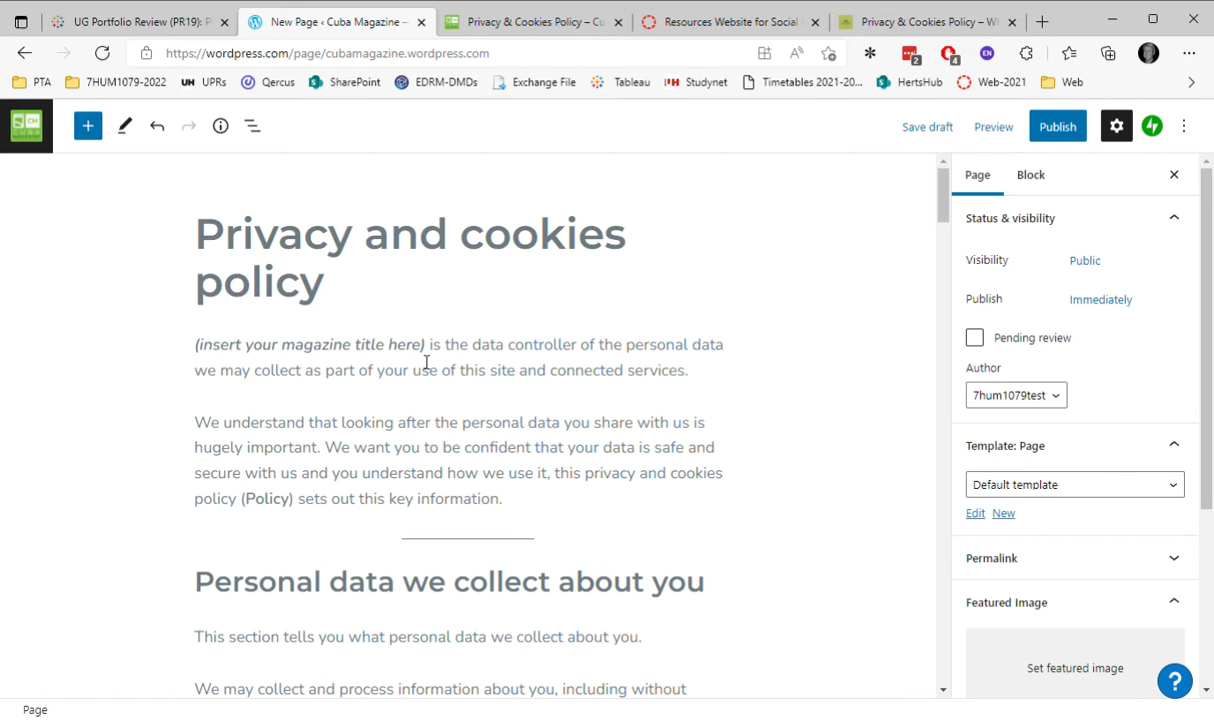 UG Portfolio Review (PR19): P
New Page ‹ Cuba Magazine —
Privacy & Cookies Policy – Cu
Resources Website for Social
Privacy & Cookies Policy – Wi
https://wordpress.com/page/cubamagazine.wordpress.com
2
4
EN
PTA
7HUM1079-2022
UH UPRs
Qercus
SharePoint
EDRM-DMDs
Exchange File
Tableau
UH Studynet
Timetables 2021-20...
HertsHub
Web-2021
Web
CH
CUBA
Save draft
Preview
Publish
Page
Block
Privacy and cookies
policy
(insert your magazine title here) is the data controller of the personal data
we may collect as part of your use of this site and connected services.
We understand that looking after the personal data you share with us is
hugely important. We want you to be confident that your data is safe and
secure with us and you understand how we use it, this privacy and cookies
policy (Policy) sets out this key information.
Personal data we collect about you
This section tells you what personal data we collect about you.
We may collect and process information about you, including without
Status & visibility
Visibility
Public
Publish
Immediately
Pending review
Author
7hum1079test
Template: Page
Default template
Edit New
Permalink
Featured Image
Set featured image
?
Page